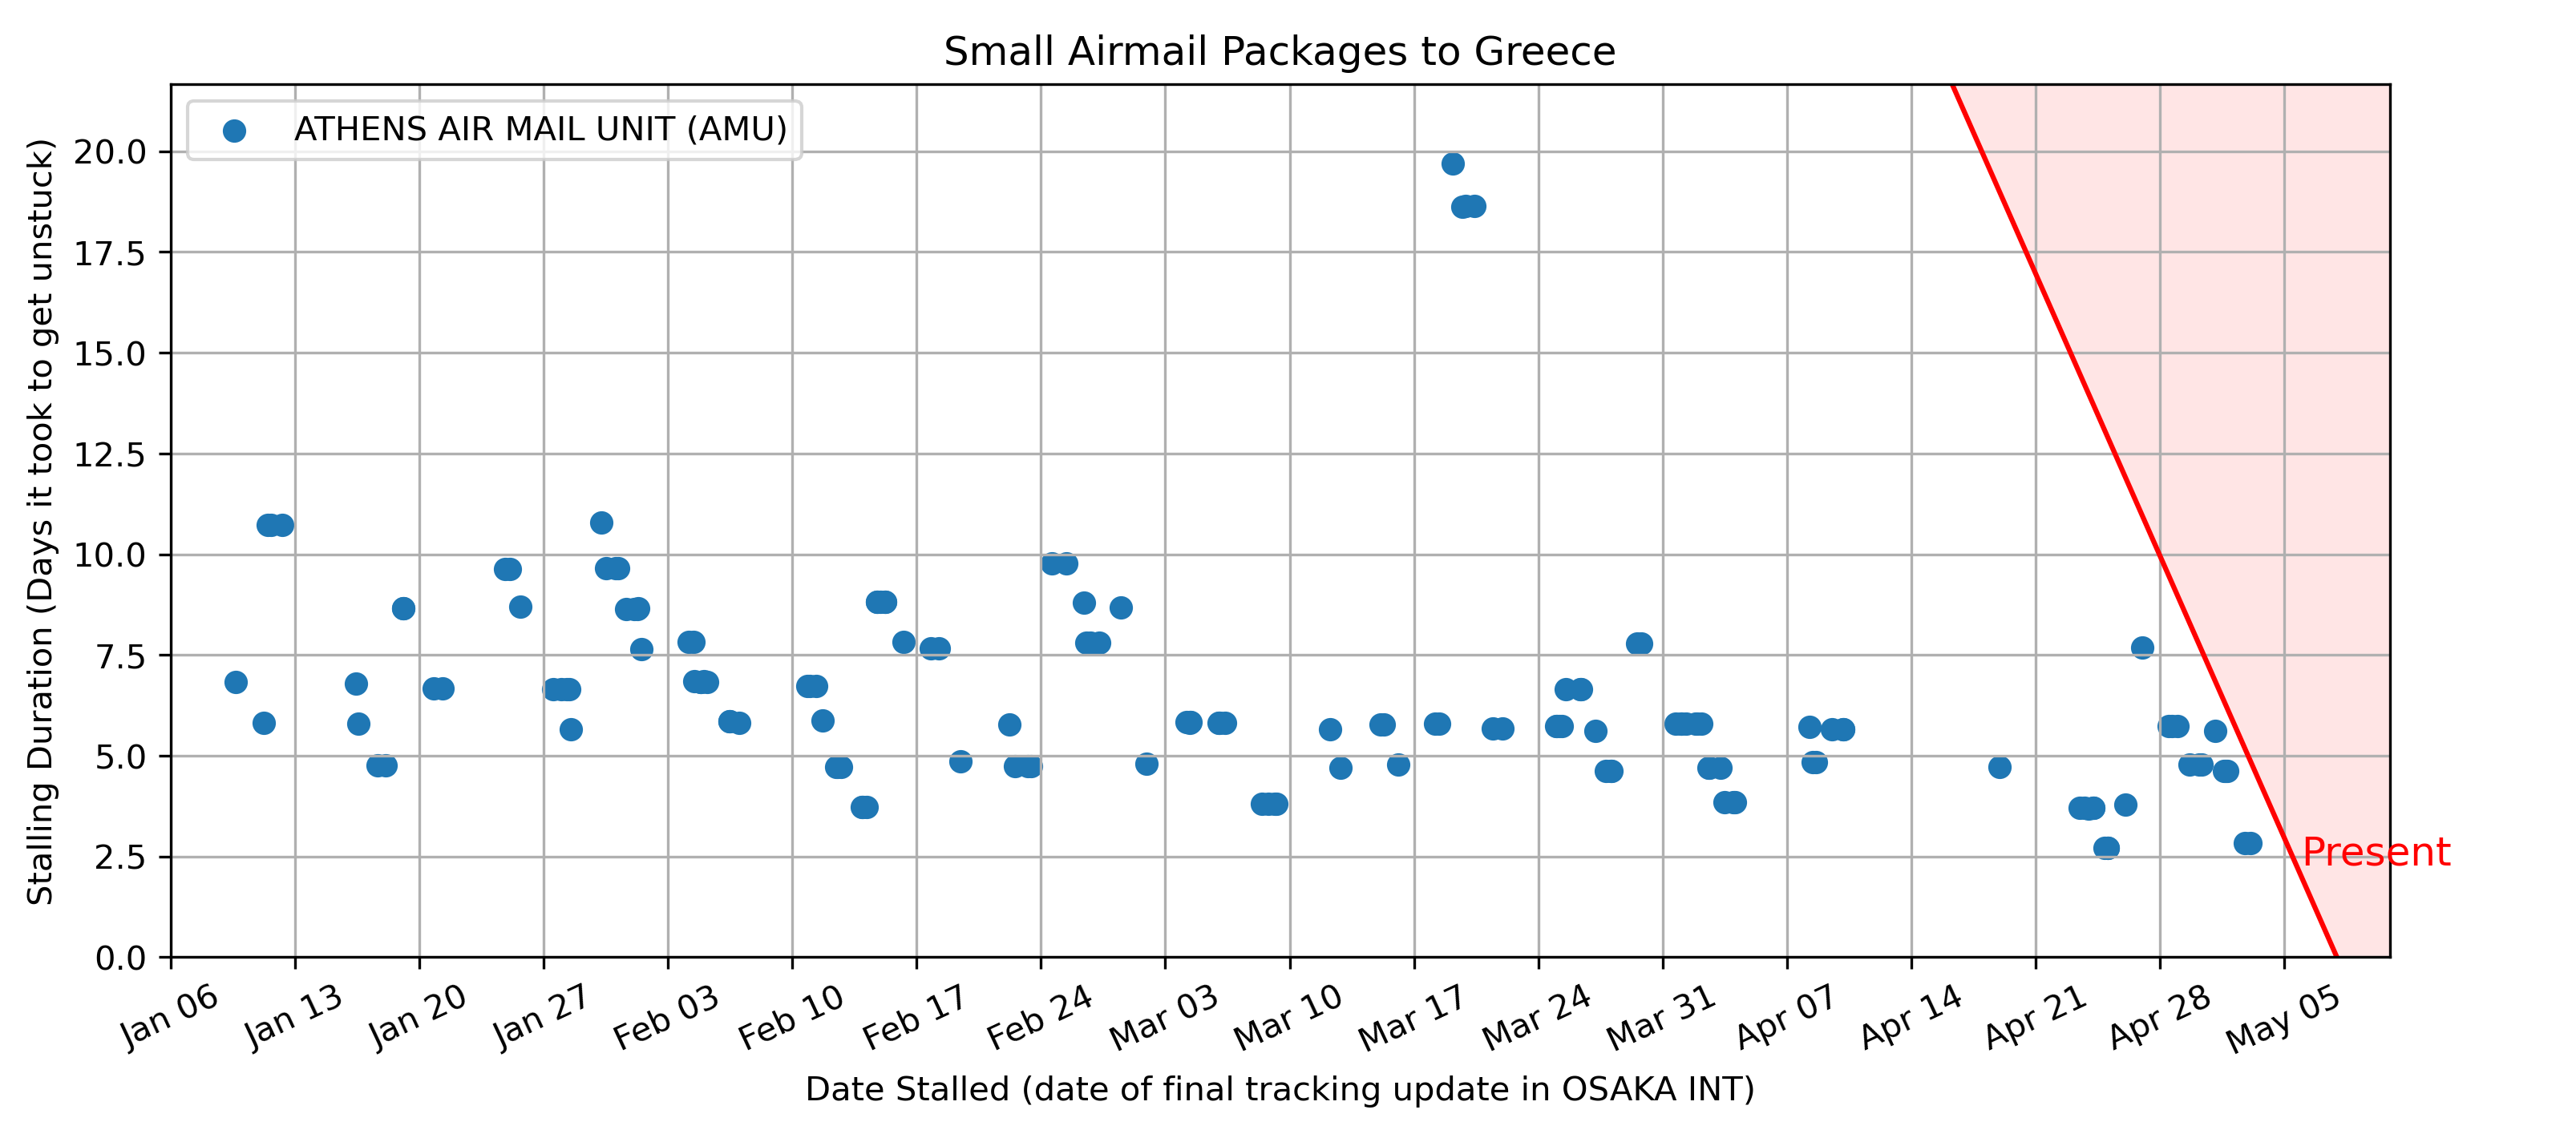 Small Airmail Packages to Greece
ATHENS AIR MAIL UNIT (AMU)
Stalling Duration (Days it took to get unstuck)
20.0
17.5
15.0
12.5
10.0
7.5
5.0
2.5
0.0
Present
Jan 06
Jan 13
Jan 20
Jan 27
Feb 03
Feb 10
Feb 17
Feb 24
Mar 03
Mar 10
Mar 17
Mar 24
Mar 31
Apr 07
Apr 14
Apr 21
Apr 28
May 05
Date Stalled (date of final tracking update in OSAKA INT)